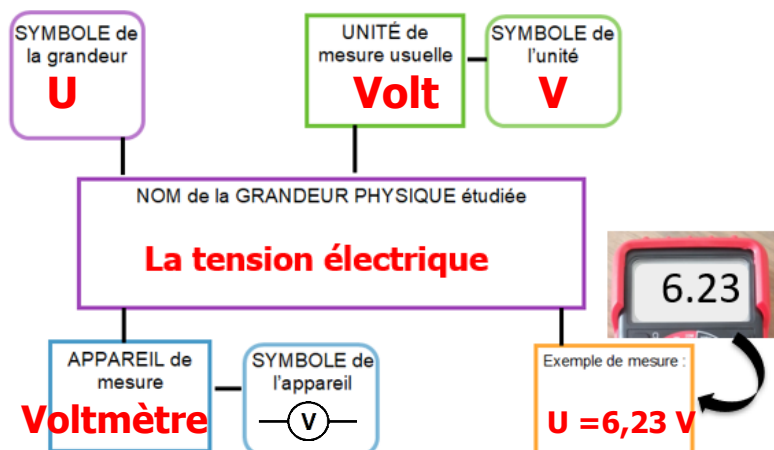 SYMBOLE de
la grandeur
U
UNITÉ de
mesure usuelle
Volt
SYMBOLE de
l'unité
V
NOM de la GRANDEUR PHYSIQUE étudiée
La tension électrique
6.23
APPAREIL de
mesure
Voltmètre
SYMBOLE de
l'appareil
V
Exemple de mesure :
U =6,23 V